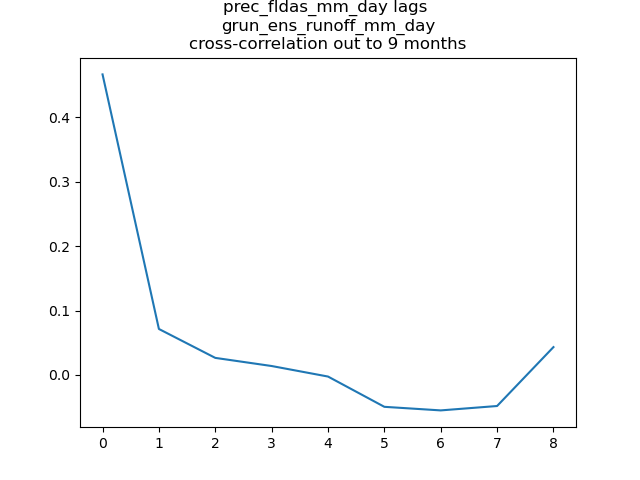 prec_fldas_mm_day lags
grun_ens_runoff_mm_day
cross-correlation out to 9 months
0.4
0.3
0.2
0.1
0.0
0 1 2 3 4 5 6 7 8